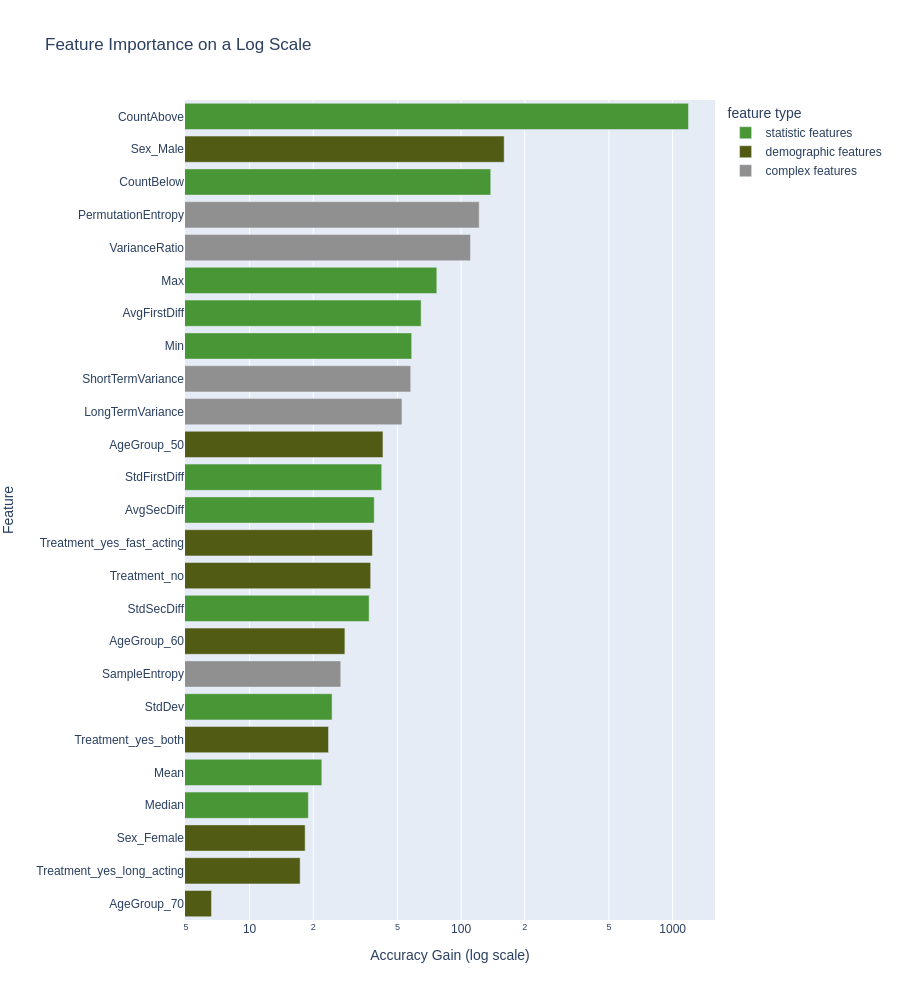 Feature Importance on a Log Scale
feature type
statistic features
demographic features
complex features
Feature
CountAbove
Sex_Male
CountBelow
PermutationEntropy
VarianceRatio
Max
AvgFirstDiff
Min
ShortTermVariance
LongTermVariance
AgeGroup_50
StdFirstDiff
AvgSecDiff
Treatment_yes_fast_acting
Treatment_no
StdSecDiff
AgeGroup_60
SampleEntropy
StdDev
Treatment_yes_both
Mean
Median
Sex_Female
Treatment_yes_long_acting
AgeGroup_70
5 10 2 5 100 2 5 1000
Accuracy Gain (log scale)